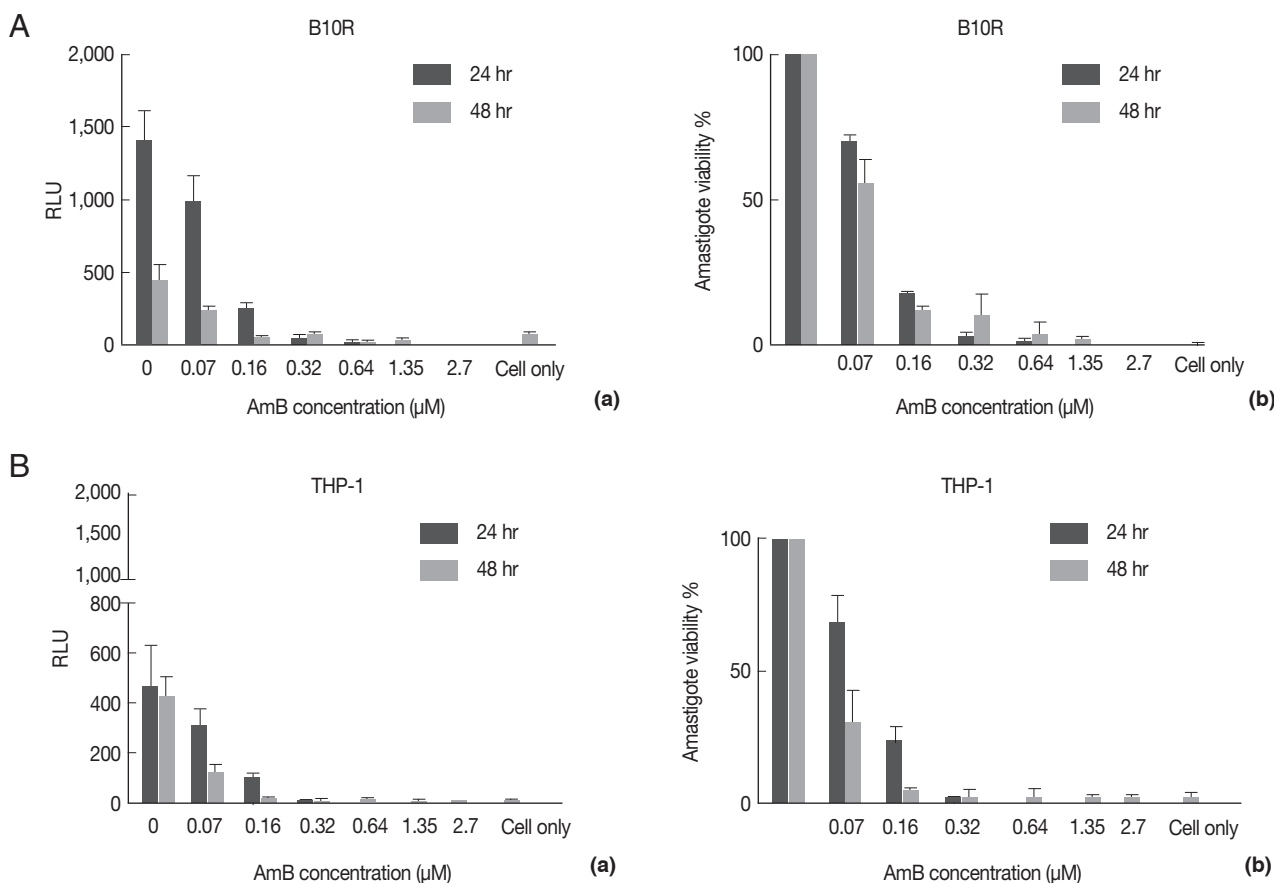 A
B10R
2,000
1,500
1,000
500
0
RLU
24 hr
48 hr
0 0.07 0.16 0.32 0.64 1.35 2.7 Cell only
AmB concentration (µM)
(a)
B10R
100
50
0
Amastigote viability %
24 hr
48 hr
0.07 0.16 0.32 0.64 1.35 2.7 Cell only
AmB concentration (µM)
(b)
B
THP-1
2,000
1,500
1,000
800
600
400
200
0
RLU
24 hr
48 hr
0 0.07 0.16 0.32 0.64 1.35 2.7 Cell only
AmB concentration (µM)
(a)
THP-1
100
50
0
Amastigote viability %
24 hr
48 hr
0.07 0.16 0.32 0.64 1.35 2.7 Cell only
AmB concentration (µM)
(b)